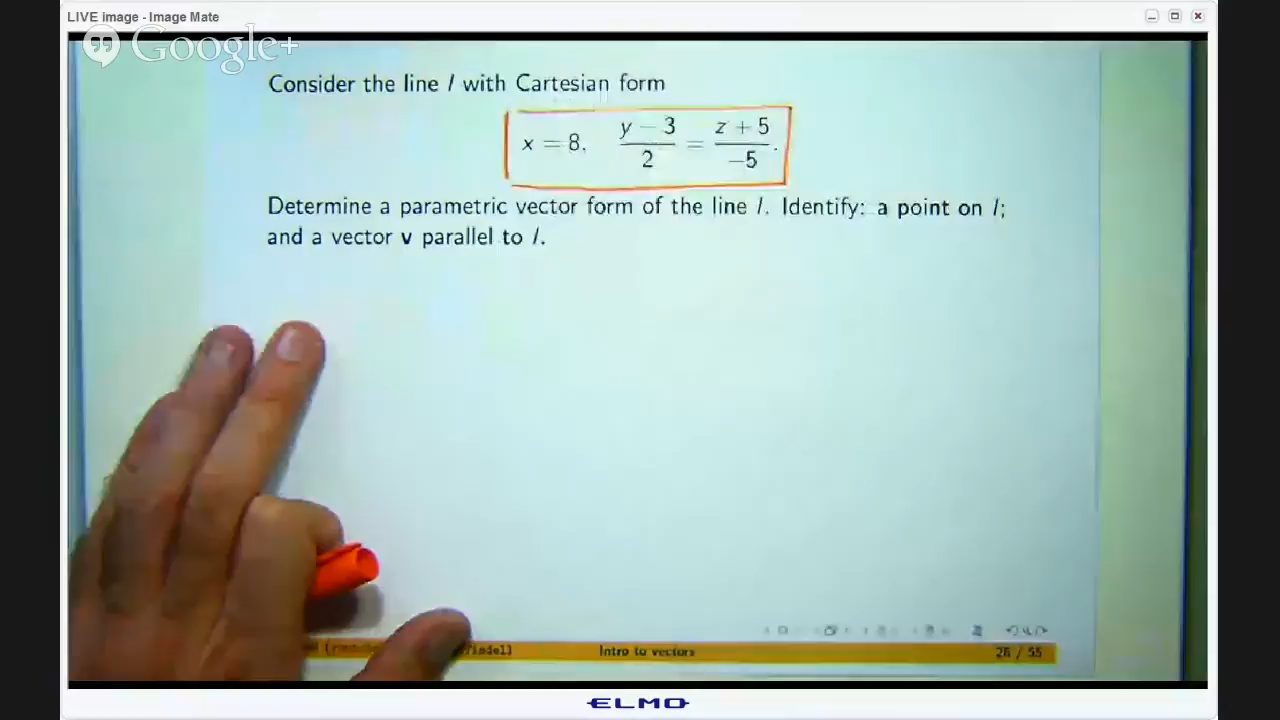 LIVE image - Image Mate
Google+
Consider the line l with Cartesian form
x = 8, (y − 3)/2 = (z + 5)/−5.
Determine a parametric vector form of the line l. Identify: a point on l;
and a vector v parallel to l.
Intro to vectors
26 / 55
ELMO